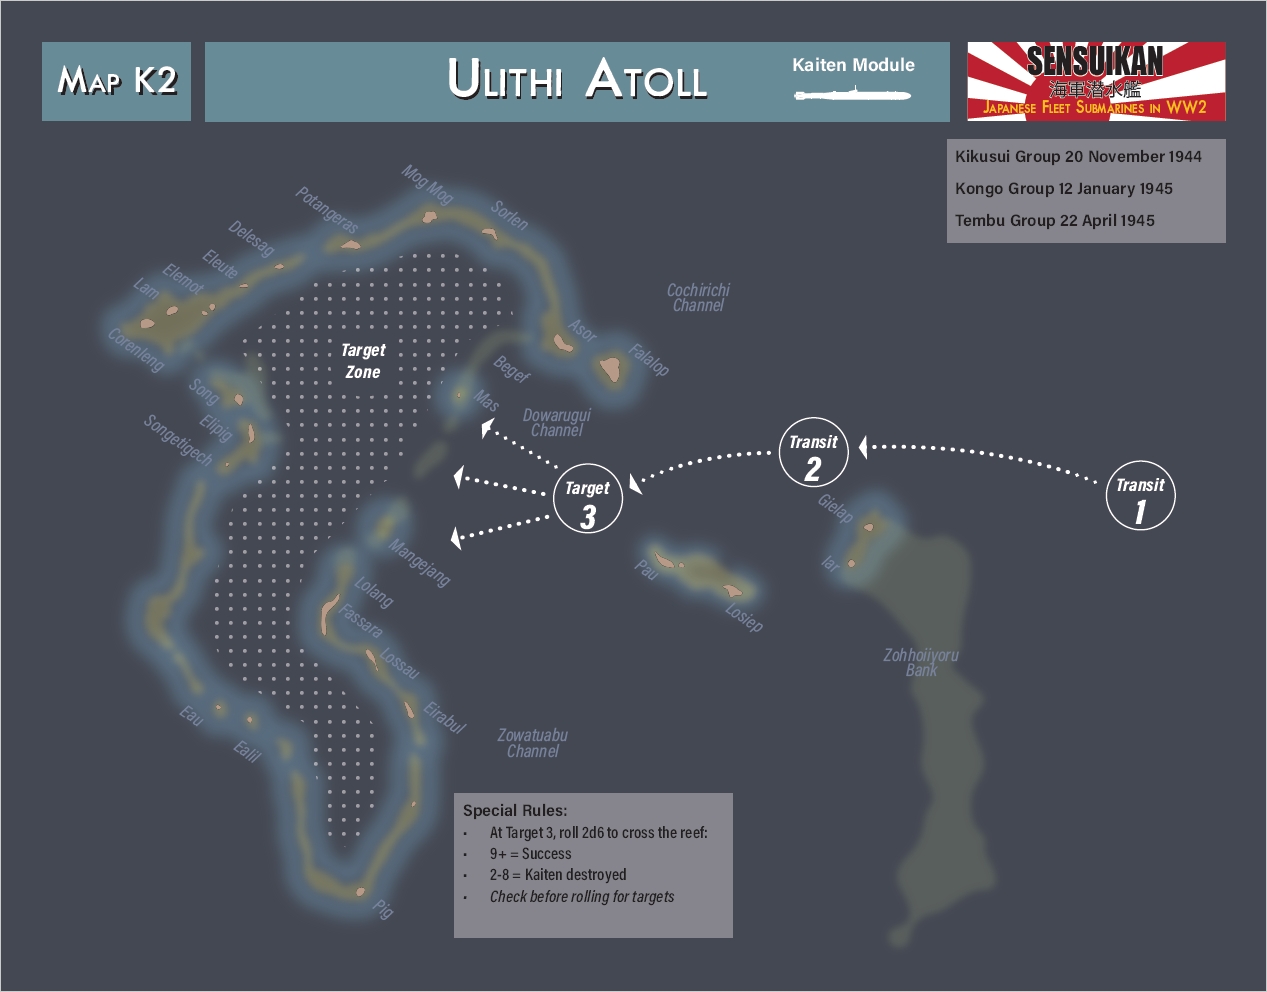 MAP K2
ULITHI ATOLL
Kaiten Module
SENSUIKAN
海軍潜水艦
JAPANESE FLEET SUBMARINES IN WW2
Kikusui Group 20 November 1944
Kongo Group 12 January 1945
Tembu Group 22 April 1945
Mog Mog
Potangeras
Sorlen
Delesag
Eleute
Elemot
Lam
Corenleng
Cochirichi
Channel
Asor
Falalop
Target
Zone
Begef
Mas
Song
Elipig
Songetigech
Dowarugui
Channel
Target
3
Transit
2
Transit
1
Gielap
Iar
Pau
Losiep
Mangejang
Lolang
Fassara
Lossau
Eirabul
Zohhoiiyoru
Bank
Eau
Ealil
Zowatuabu
Channel
Pig
Special Rules:
• At Target 3, roll 2d6 to cross the reef:
• 9+ = Success
• 2-8 = Kaiten destroyed
• Check before rolling for targets